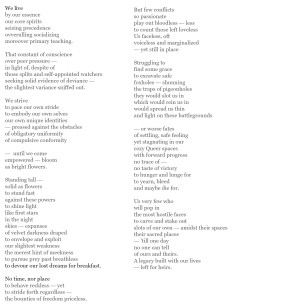 We live
by our essence
our core spirits
seizing precedence
overruling socializing
moreover primary teaching.

That constant of conscience
over peer pressure —
in light of, despite of
those splits and self-appointed watchers
seeking solid evidence of deviance —
the slightest variance sniffed out.

We strive
to pace our own stride
to embody our own selves
our own unique identities
— pressed against the obstacles
of obligatory uniformity
of compulsive conformity

— until we come
empowered — bloom
as bright flowers.

Standing tall —
solid as flowers
to stand fast
against these powers
to shine light
like first stars
in the night
skies — expanses
of velvet darkness draped
to envelope and exploit
our slightest weakness
the merest hint of meekness
to pursue prey past breathless
to devour our lost dreams for breakfast.

No time, nor place
to behave reckless — yet
to stride forth regardless —
the bounties of freedom priceless.

But few conflicts
so passionate
play out bloodless — less
to count those left loveless
Us faceless, oft
voiceless and marginalized
— yet still in place

Struggling to
find some grace
to excavate safe
foxholes — shunning
the traps of pigeonholes
they would slot us in
which would rein us in
would spread us thin
and light on these battlegrounds

— or worse fates
of settling, safe feeling
yet stagnating in our
cozy Queer spaces
with forward progress
no trace of —
no taste of victory
to hunger and lunge for
to yearn, bleed
and maybe die for.

Us very few who
will pop in
the most hostile faces
to carve and stake out
slots of our own — amidst their spaces
their sacred places
— 'till one day
no one can tell
of ours and theirs.
A legacy built with our lives
— left for heirs.